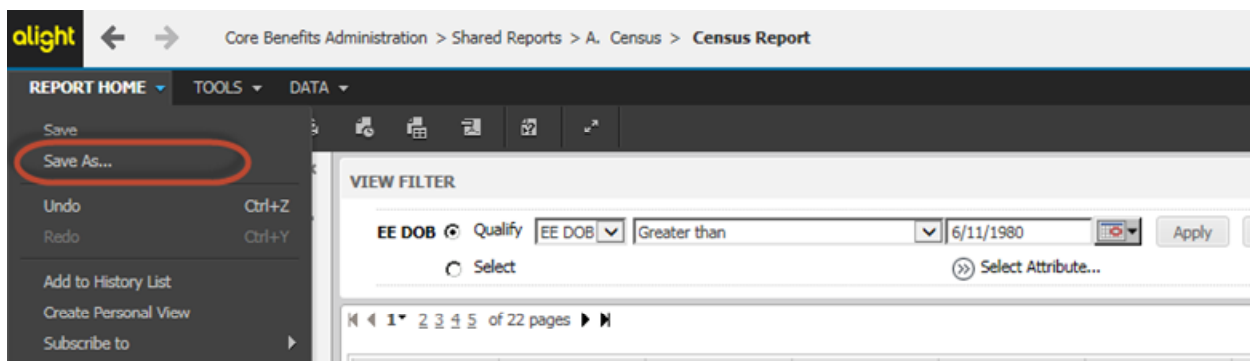 alight
Core Benefits Administration > Shared Reports > A. Census > Census Report
REPORT HOME TOOLS DATA
Save
Save As...
VIEW FILTER
Undo Ctrl+Z
EE DOB Qualify EE DOB Greater than 6/11/1980 Apply
Redo Ctrl+Y
Select Select Attribute...
Add to History List
Create Personal View
1 2 3 4 5 of 22 pages
Subscribe to